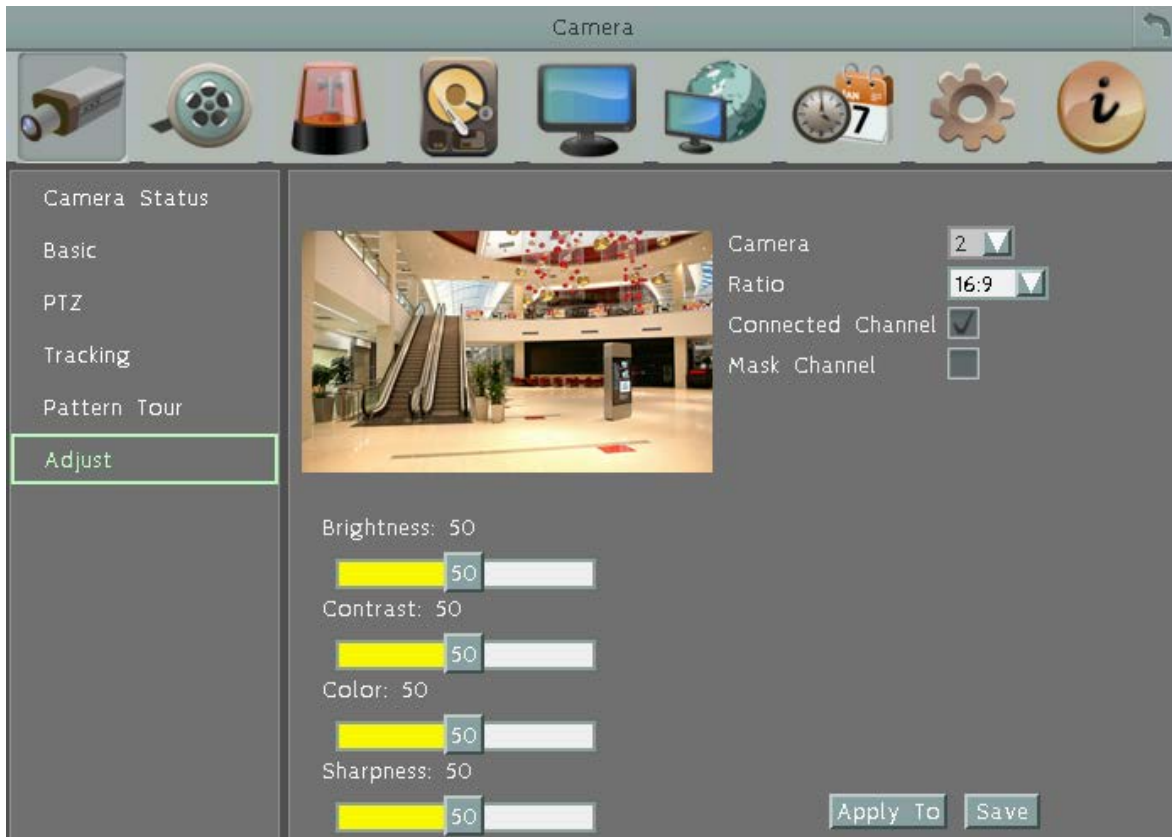 Camera
7
i
Camera Status
Basic
PTZ
Tracking
Pattern Tour
Adjust
Camera 2
Ratio 16:9
Connected Channel
Mask Channel
Brightness: 50
50
Contrast: 50
50
Color: 50
50
Sharpness: 50
50
Apply To Save